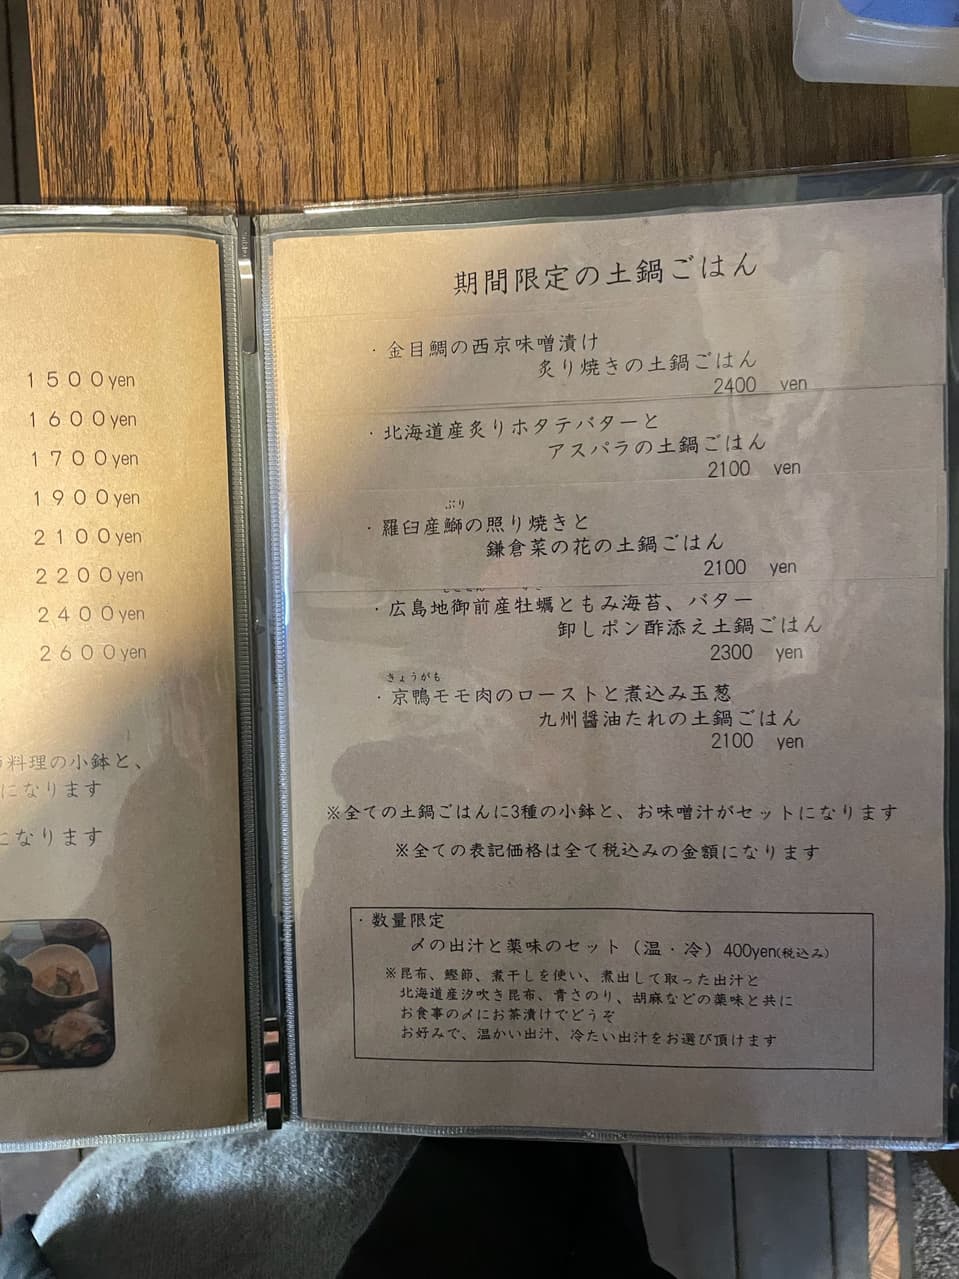 1500yen
1600yen
1700yen
1900yen
2100yen
2200yen
2400yen
2600yen
料理の小鉢と、
になります
になります
期間限定の土鍋ごはん
・金目鯛の西京味噌漬け
炙り焼きの土鍋ごはん
2400 yen
・北海道産炙りホタテバターと
アスパラの土鍋ごはん
2100 yen
ぶり
・羅臼産鰤の照り焼きと
鎌倉菜の花の土鍋ごはん
2100 yen
・広島地御前産牡蠣ともみ海苔、バター
卸しポン酢添え土鍋ごはん
2300 yen
きょうがも
・京鴨モモ肉のローストと煮込み玉葱
九州醤油たれの土鍋ごはん
2100 yen
※全ての土鍋ごはんに3種の小鉢と、お味噌汁がセットになります
※全ての表記価格は全て税込みの金額になります
・数量限定
〆の出汁と薬味のセット（温・冷）400yen(税込み)
※昆布、鰹節、煮干しを使い、煮出して取った出汁と
北海道産汐吹き昆布、青さのり、胡麻などの薬味と共に
お食事の〆にお茶漬けでどうぞ
お好みで、温かい出汁、冷たい出汁をお選び頂けます